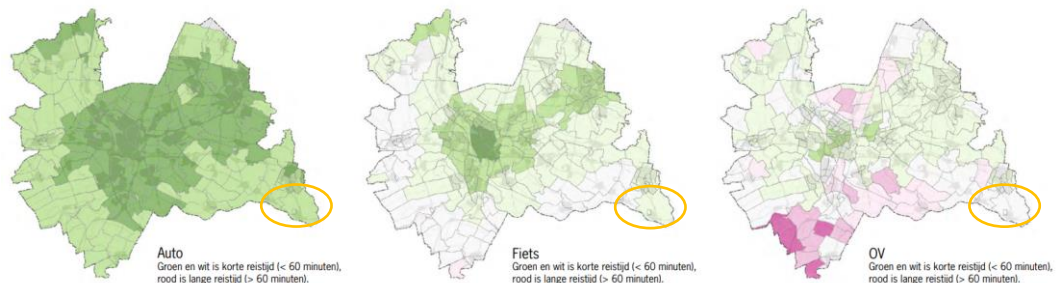 Auto
Groen en wit is korte reistijd (< 60 minuten),
rood is lange reistijd (> 60 minuten).
Fiets
Groen en wit is korte reistijd (< 60 minuten),
rood is lange reistijd (> 60 minuten).
OV
Groen en wit is korte reistijd (< 60 minuten),
rood is lange reistijd (> 60 minuten).